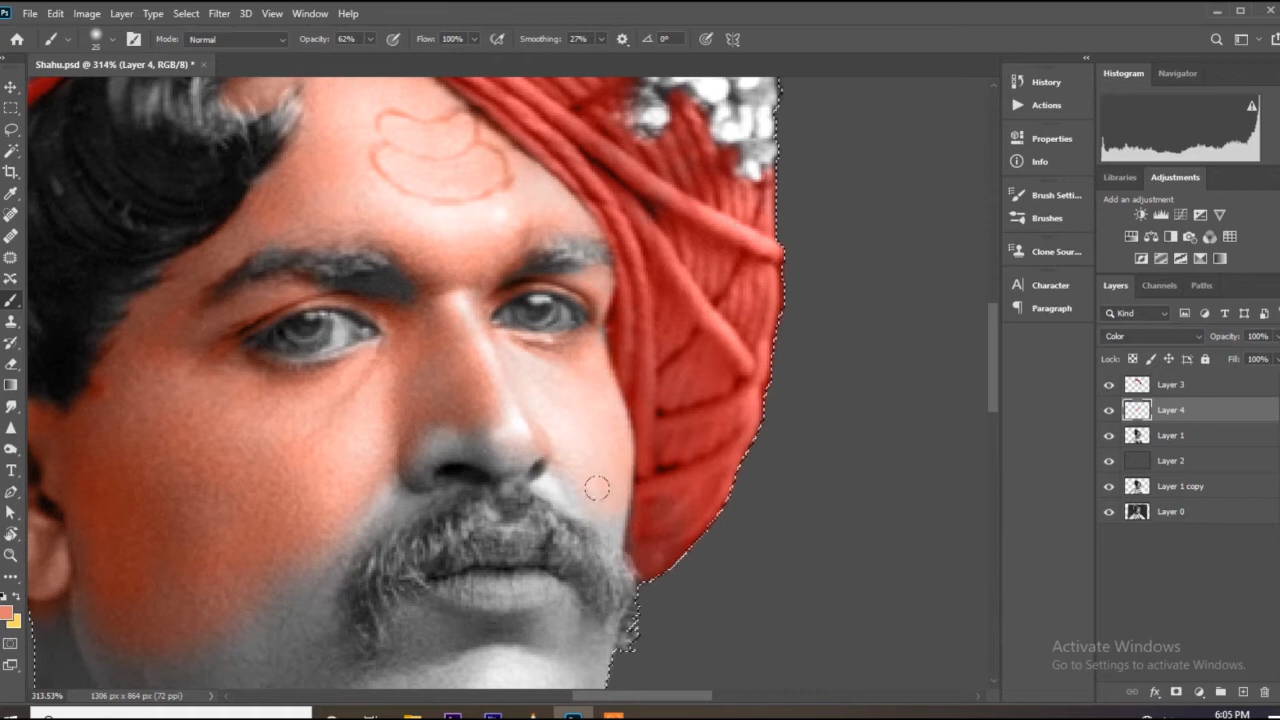 Ps File Edit Image Layer Type Select Filter 3D View Window Help
25 Mode: Normal Opacity: 62% Flow: 100% Smoothing: 27% 0°
Shahu.psd @ 314% (Layer 4, RGB/8) * ×
History
Actions
Properties
Info
Brush Setti...
Brushes
Clone Sour...
Character
Paragraph
Histogram Navigator
Libraries Adjustments
Add an adjustment
Layers Channels Paths
Kind
Color Opacity: 100%
Lock: Fill: 100%
Layer 3
Layer 4
Layer 1
Layer 2
Layer 1 copy
Layer 0
Activate Windows
Go to Settings to activate Windows.
313.53% 1306 px x 864 px (72 ppi)
6:05 PM